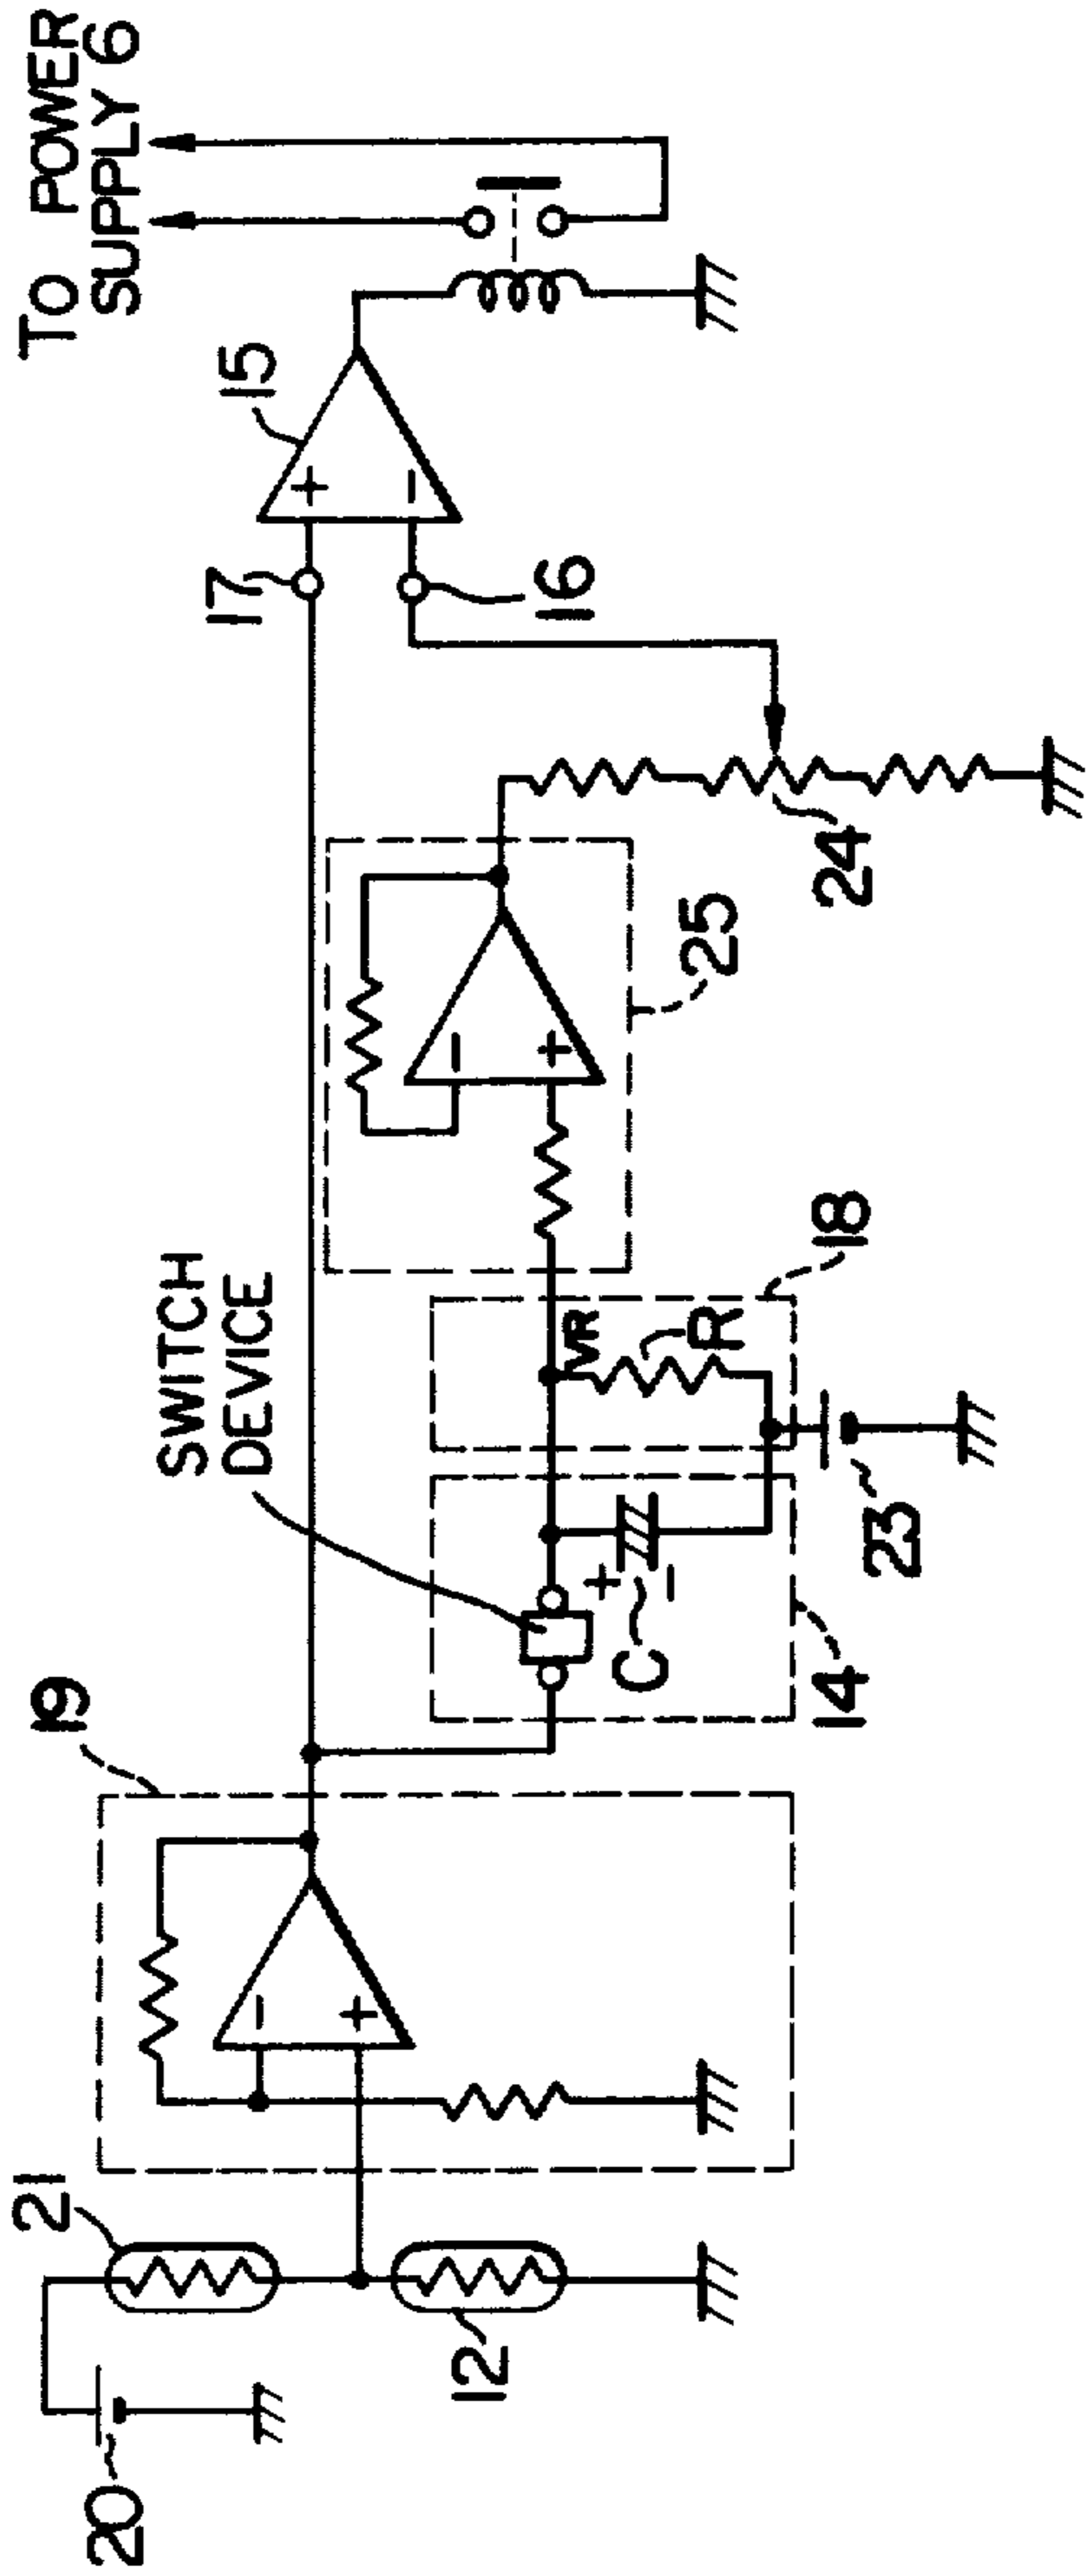 TO POWER
SUPPLY 6
15
17
16
24
25
SWITCH
DEVICE
18
VR
R
+
C
-
23
14
19
21
12
20
-
+
-
+
+
-